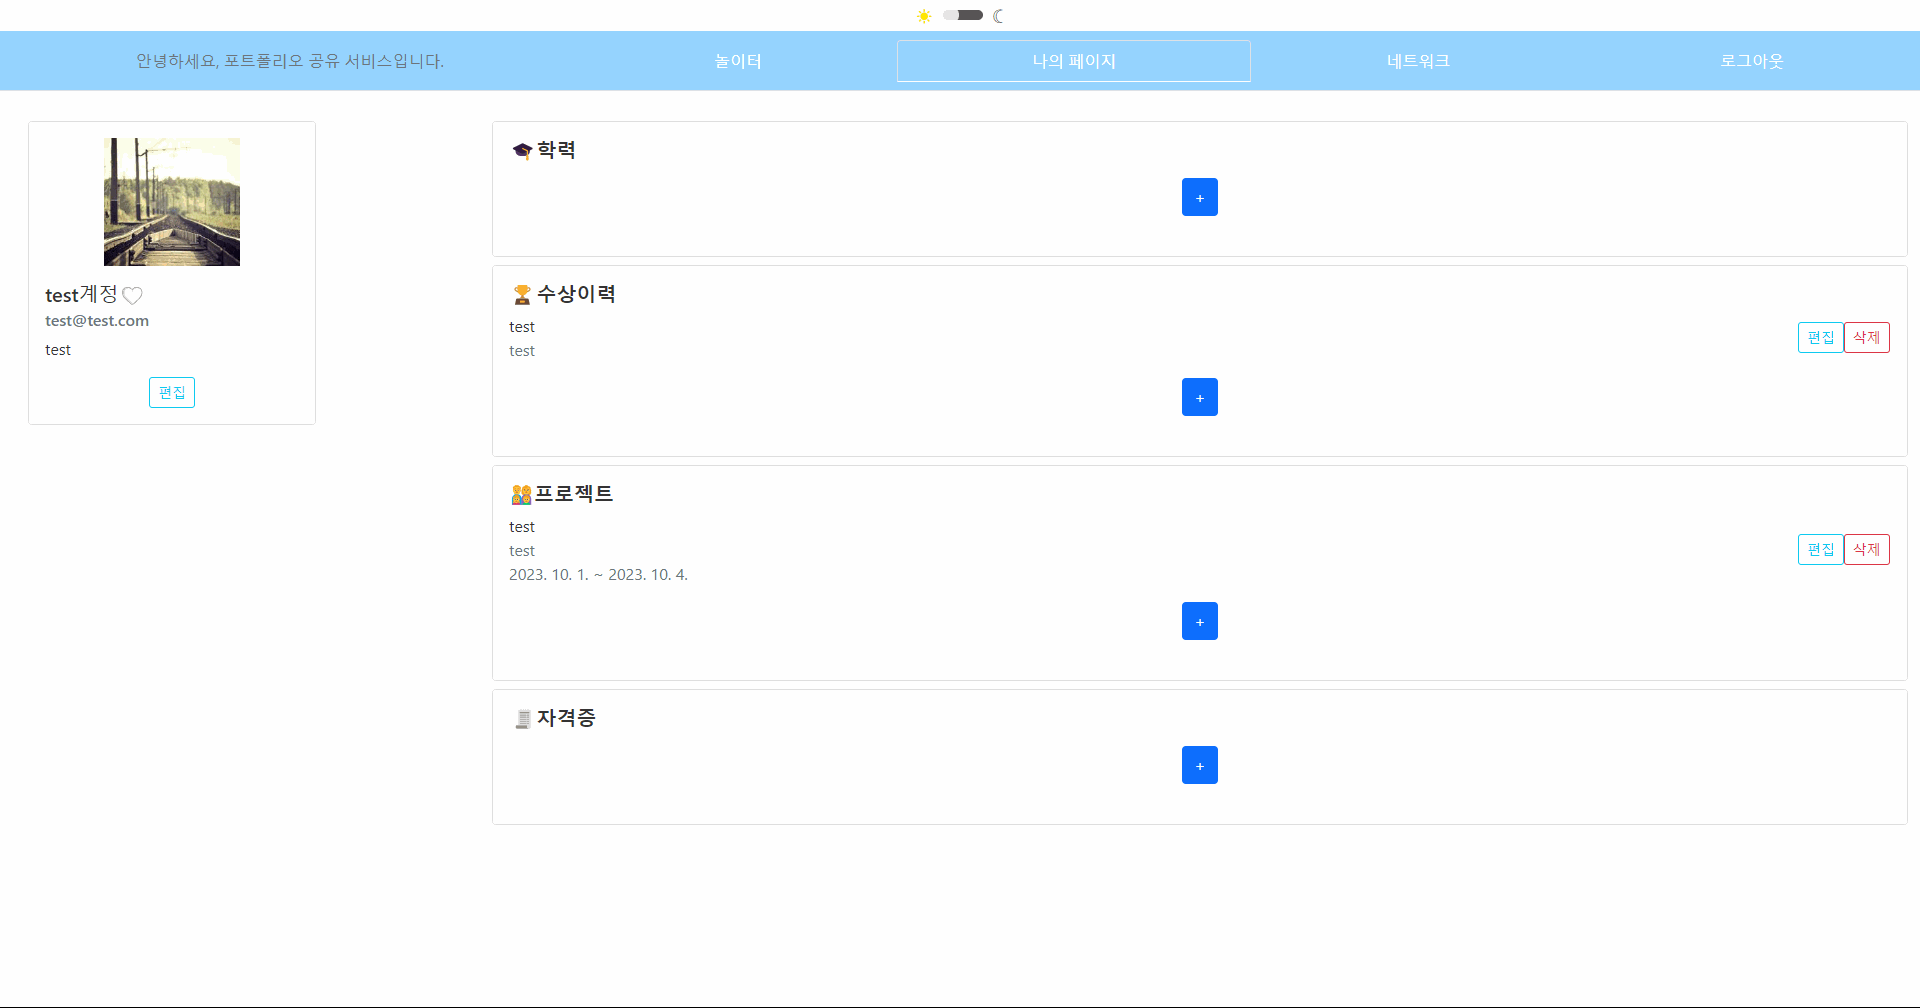 안녕하세요, 포트폴리오 공유 서비스입니다.
놀이터
나의 페이지
네트워크
로그아웃
test계정
test@test.com
test
편집
학력
+
수상이력
test
test
편집
삭제
+
프로젝트
test
test
2023. 10. 1. ~ 2023. 10. 4.
편집
삭제
+
자격증
+